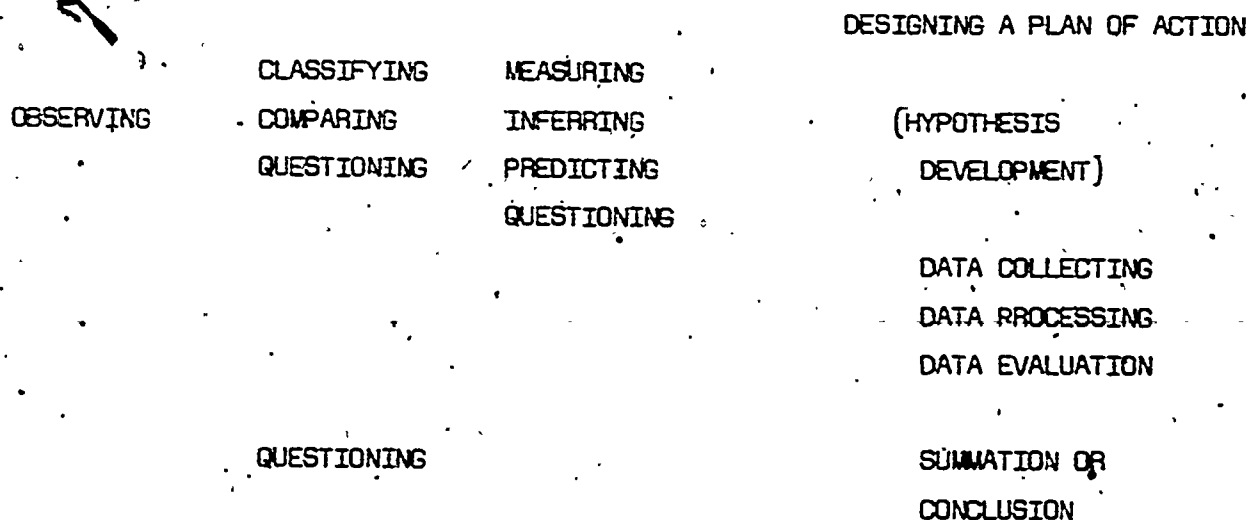 DESIGNING A PLAN OF ACTION
CLASSIFYING MEASURING
OBSERVING COMPARING INFERRING (HYPOTHESIS
QUESTIONING PREDICTING DEVELOPMENT)
QUESTIONING
DATA COLLECTING
DATA RROCESSING
DATA EVALUATION
QUESTIONING SUMMATION OR
CONCLUSION